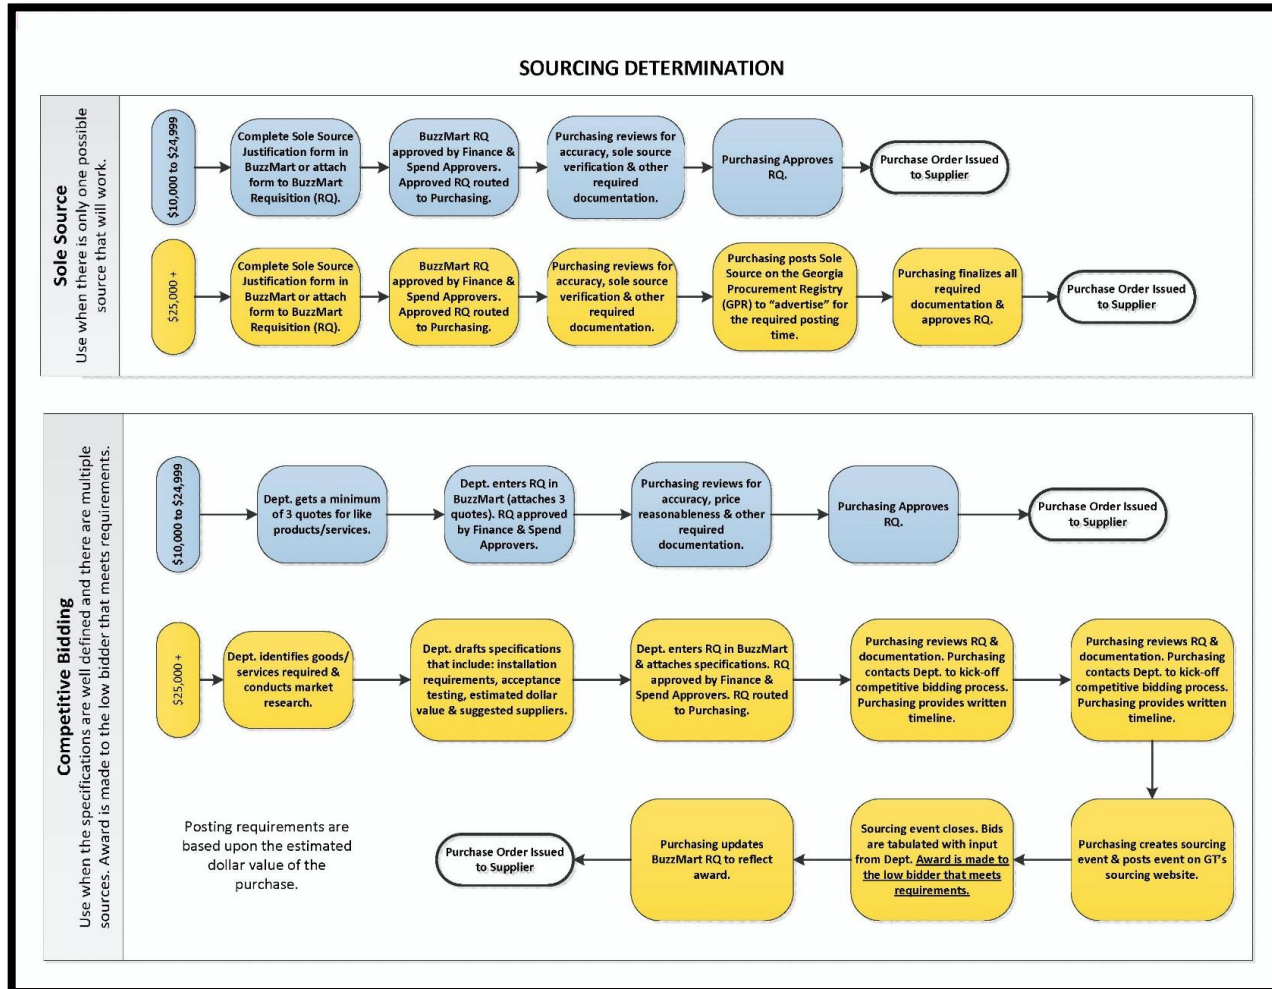 SOURCING DETERMINATION
Sole Source
Use when there is only one possible
source that will work.
$10,000 to $24,999
Complete Sole Source
Justification form in
BuzzMart or attach
form to BuzzMart
Requisition (RQ).
BuzzMart RQ
approved by Finance &
Spend Approvers.
Approved RQ routed
to Purchasing.
Purchasing reviews for
accuracy, sole source
verification & other
required
documentation.
Purchasing Approves
RQ.
Purchase Order Issued
to Supplier
$25,000 +
Complete Sole Source
Justification form in
BuzzMart or attach
form to BuzzMart
Requisition (RQ).
BuzzMart RQ
approved by Finance &
Spend Approvers.
Approved RQ routed
to Purchasing.
Purchasing reviews for
accuracy, sole source
verification & other
required
documentation.
Purchasing posts Sole
Source on the Georgia
Procurement Registry
(GPR) to “advertise” for
the required posting
time.
Purchasing finalizes all
required
documentation &
approves RQ.
Purchase Order Issued
to Supplier
Competitive Bidding
Use when the specifications are well defined and there are multiple
sources. Award is made to the low bidder that meets requirements.
$10,000 to $24,999
Dept. gets a minimum
of 3 quotes for like
products/services.
Dept. enters RQ in
BuzzMart (attaches 3
quotes). RQ approved
by Finance & Spend
Approvers.
Purchasing reviews for
accuracy, price
reasonableness & other
required
documentation.
Purchasing Approves
RQ.
Purchase Order Issued
to Supplier
$25,000 +
Dept. identifies goods/
services required &
conducts market
research.
Dept. drafts specifications
that include: installation
requirements, acceptance
testing, estimated dollar
value & suggested suppliers.
Dept. enters RQ in BuzzMart
& attaches specifications. RQ
approved by Finance &
Spend Approvers. RQ routed
to Purchasing.
Purchasing reviews RQ &
documentation. Purchasing
contacts Dept. to kick-off
competitive bidding process.
Purchasing provides written
timeline.
Purchasing reviews RQ &
documentation. Purchasing
contacts Dept. to kick-off
competitive bidding process.
Purchasing provides written
timeline.
Purchasing creates sourcing
event & posts event on GT’s
sourcing website.
Sourcing event closes. Bids
are tabulated with input
from Dept. Award is made to
the low bidder that meets
requirements.
Purchasing updates
BuzzMart RQ to reflect
award.
Purchase Order Issued
to Supplier
Posting requirements are
based upon the estimated
dollar value of the
purchase.